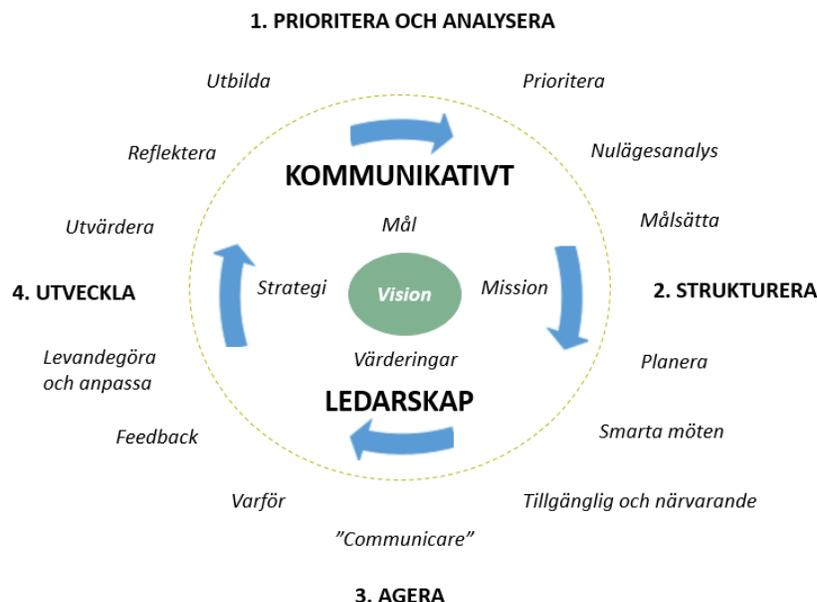 1. PRIORITERA OCH ANALYSERA
Utbilda
Prioritera
Reflektera
Nulägesanalys
KOMMUNIKATIVT
Utvärdera
Mål
Målsätta
4. UTVECKLA
Strategi
Vision
Mission
2. STRUKTURERA
Levandegöra
och anpassa
Värderingar
Planera
LEDARSKAP
Feedback
Smarta möten
Varför
Tillgänglig och närvarande
”Communicare”
3. AGERA